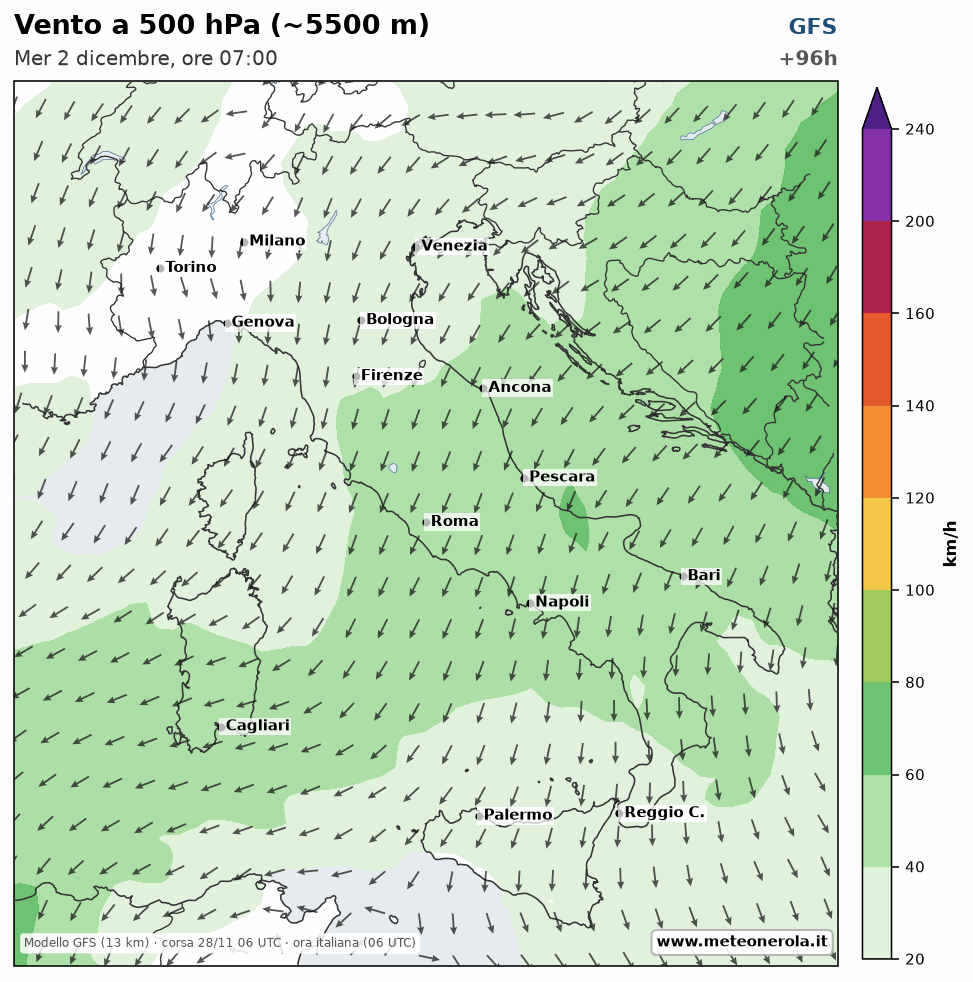 Vento a 500 hPa (~5500 m)
GFS
Mer 2 dicembre, ore 07:00
+96h
240
200
160
140
120
100
80
60
40
20
km/h
Milano
Venezia
Torino
Genova
Bologna
Firenze
Ancona
Pescara
Roma
Bari
Napoli
Cagliari
Palermo
Reggio C.
Modello GFS (13 km) · corsa 28/11 06 UTC · ora italiana (06 UTC)
www.meteonerola.it